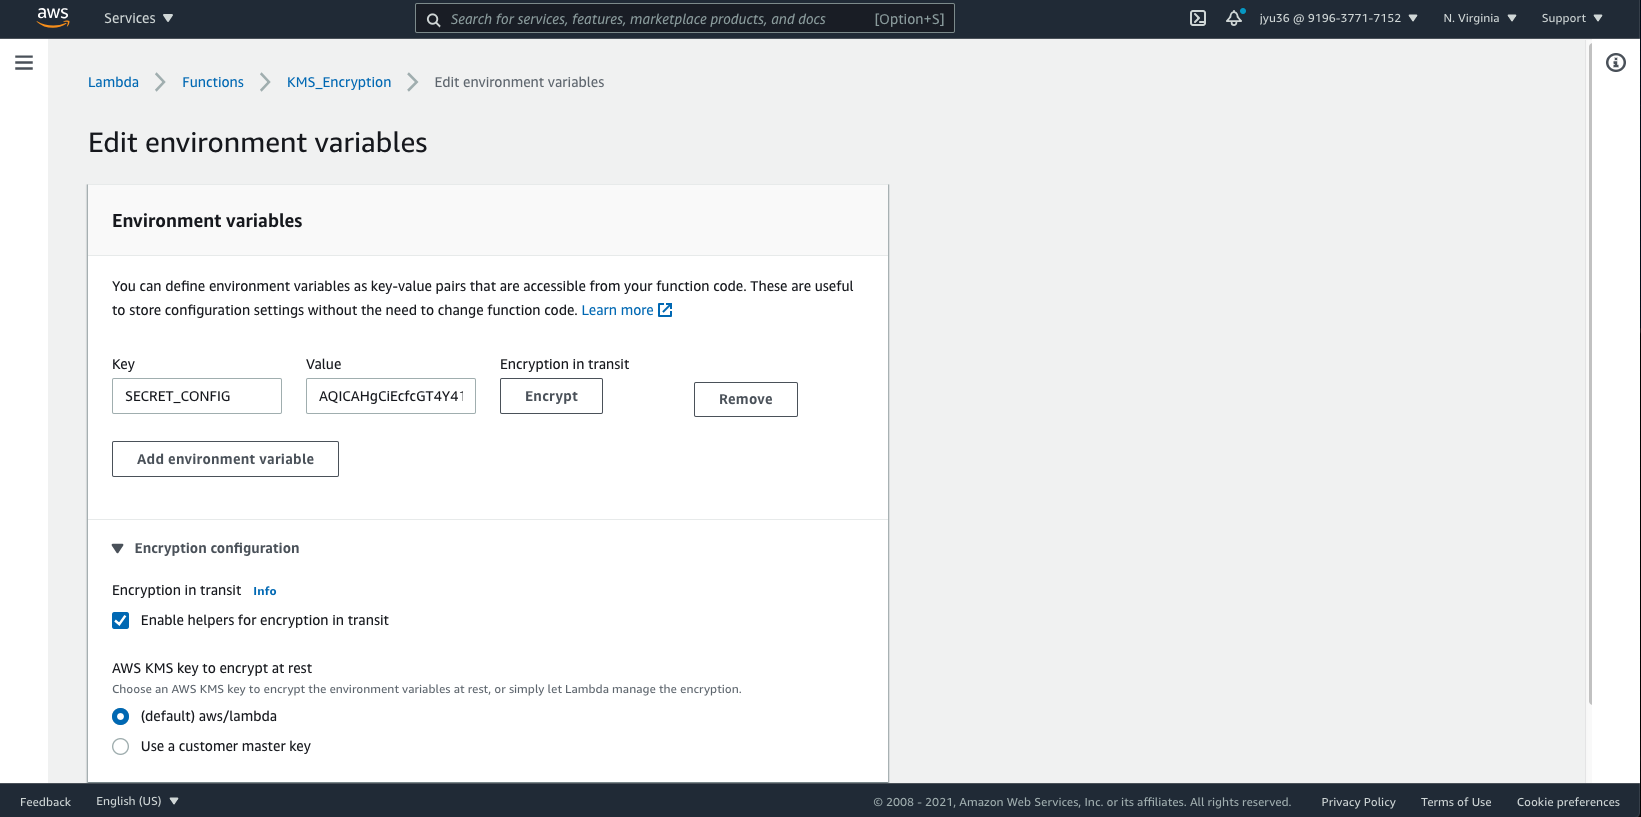 aws
Services
Search for services, features, marketplace products, and docs [Option+S]
jyu36 @ 9196-3771-7152
N. Virginia
Support
Lambda
Functions
KMS_Encryption
Edit environment variables
Edit environment variables
Environment variables
You can define environment variables as key-value pairs that are accessible from your function code. These are useful
to store configuration settings without the need to change function code. Learn more
Key Value Encryption in transit
SECRET_CONFIG AQICAHgCiEcfcGT4Y41 Encrypt Remove
Add environment variable
Encryption configuration
Encryption in transit Info
Enable helpers for encryption in transit
AWS KMS key to encrypt at rest
Choose an AWS KMS key to encrypt the environment variables at rest, or simply let Lambda manage the encryption.
(default) aws/lambda
Use a customer master key
Feedback English (US) © 2008 - 2021, Amazon Web Services, Inc. or its affiliates. All rights reserved. Privacy Policy Terms of Use Cookie preferences